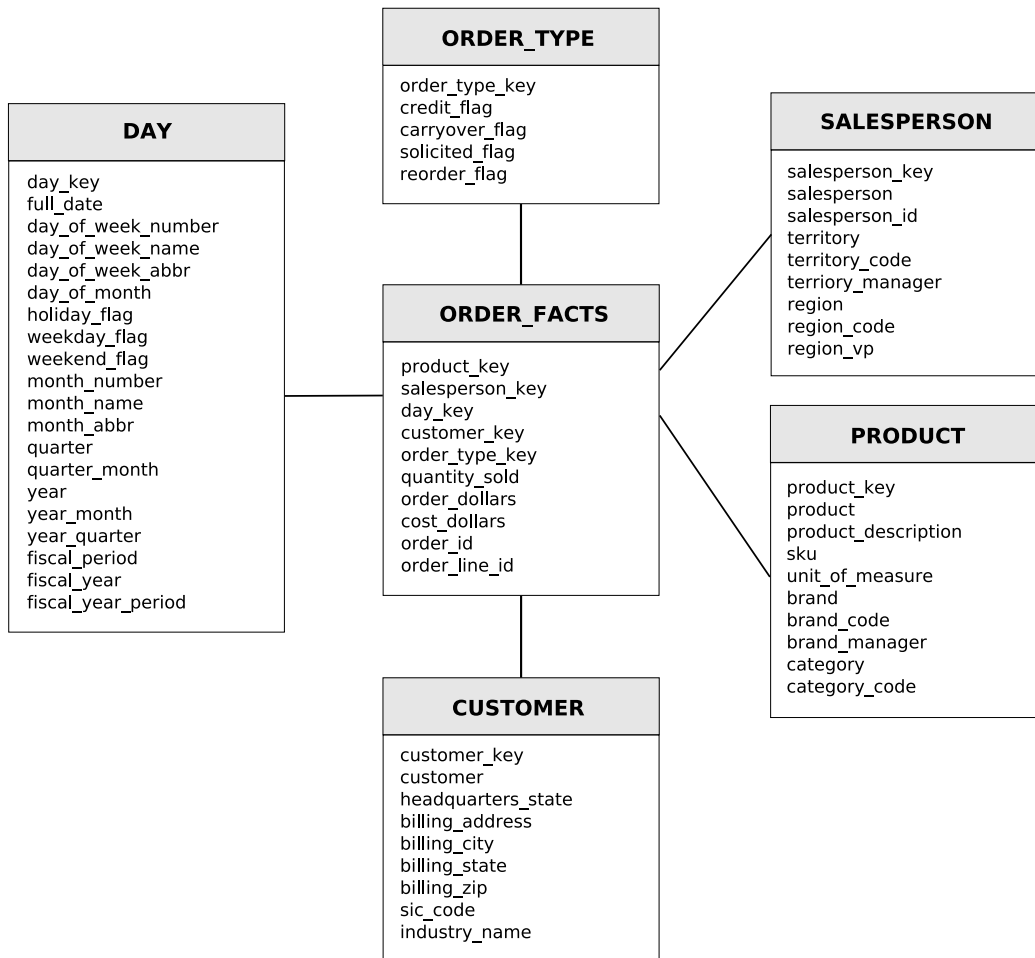 ORDER_TYPE
order_type_key
credit_flag
carryover_flag
solicited_flag
reorder_flag
DAY
day_key
full_date
day_of_week_number
day_of_week_name
day_of_week_abbr
day_of_month
holiday_flag
weekday_flag
weekend_flag
month_number
month_name
month_abbr
quarter
quarter_month
year
year_month
year_quarter
fiscal_period
fiscal_year
fiscal_year_period
ORDER_FACTS
product_key
salesperson_key
day_key
customer_key
order_type_key
quantity_sold
order_dollars
cost_dollars
order_id
order_line_id
SALESPERSON
salesperson_key
salesperson
salesperson_id
territory
territory_code
terriory_manager
region
region_code
region_vp
PRODUCT
product_key
product
product_description
sku
unit_of_measure
brand
brand_code
brand_manager
category
category_code
CUSTOMER
customer_key
customer
headquarters_state
billing_address
billing_city
billing_state
billing_zip
sic_code
industry_name